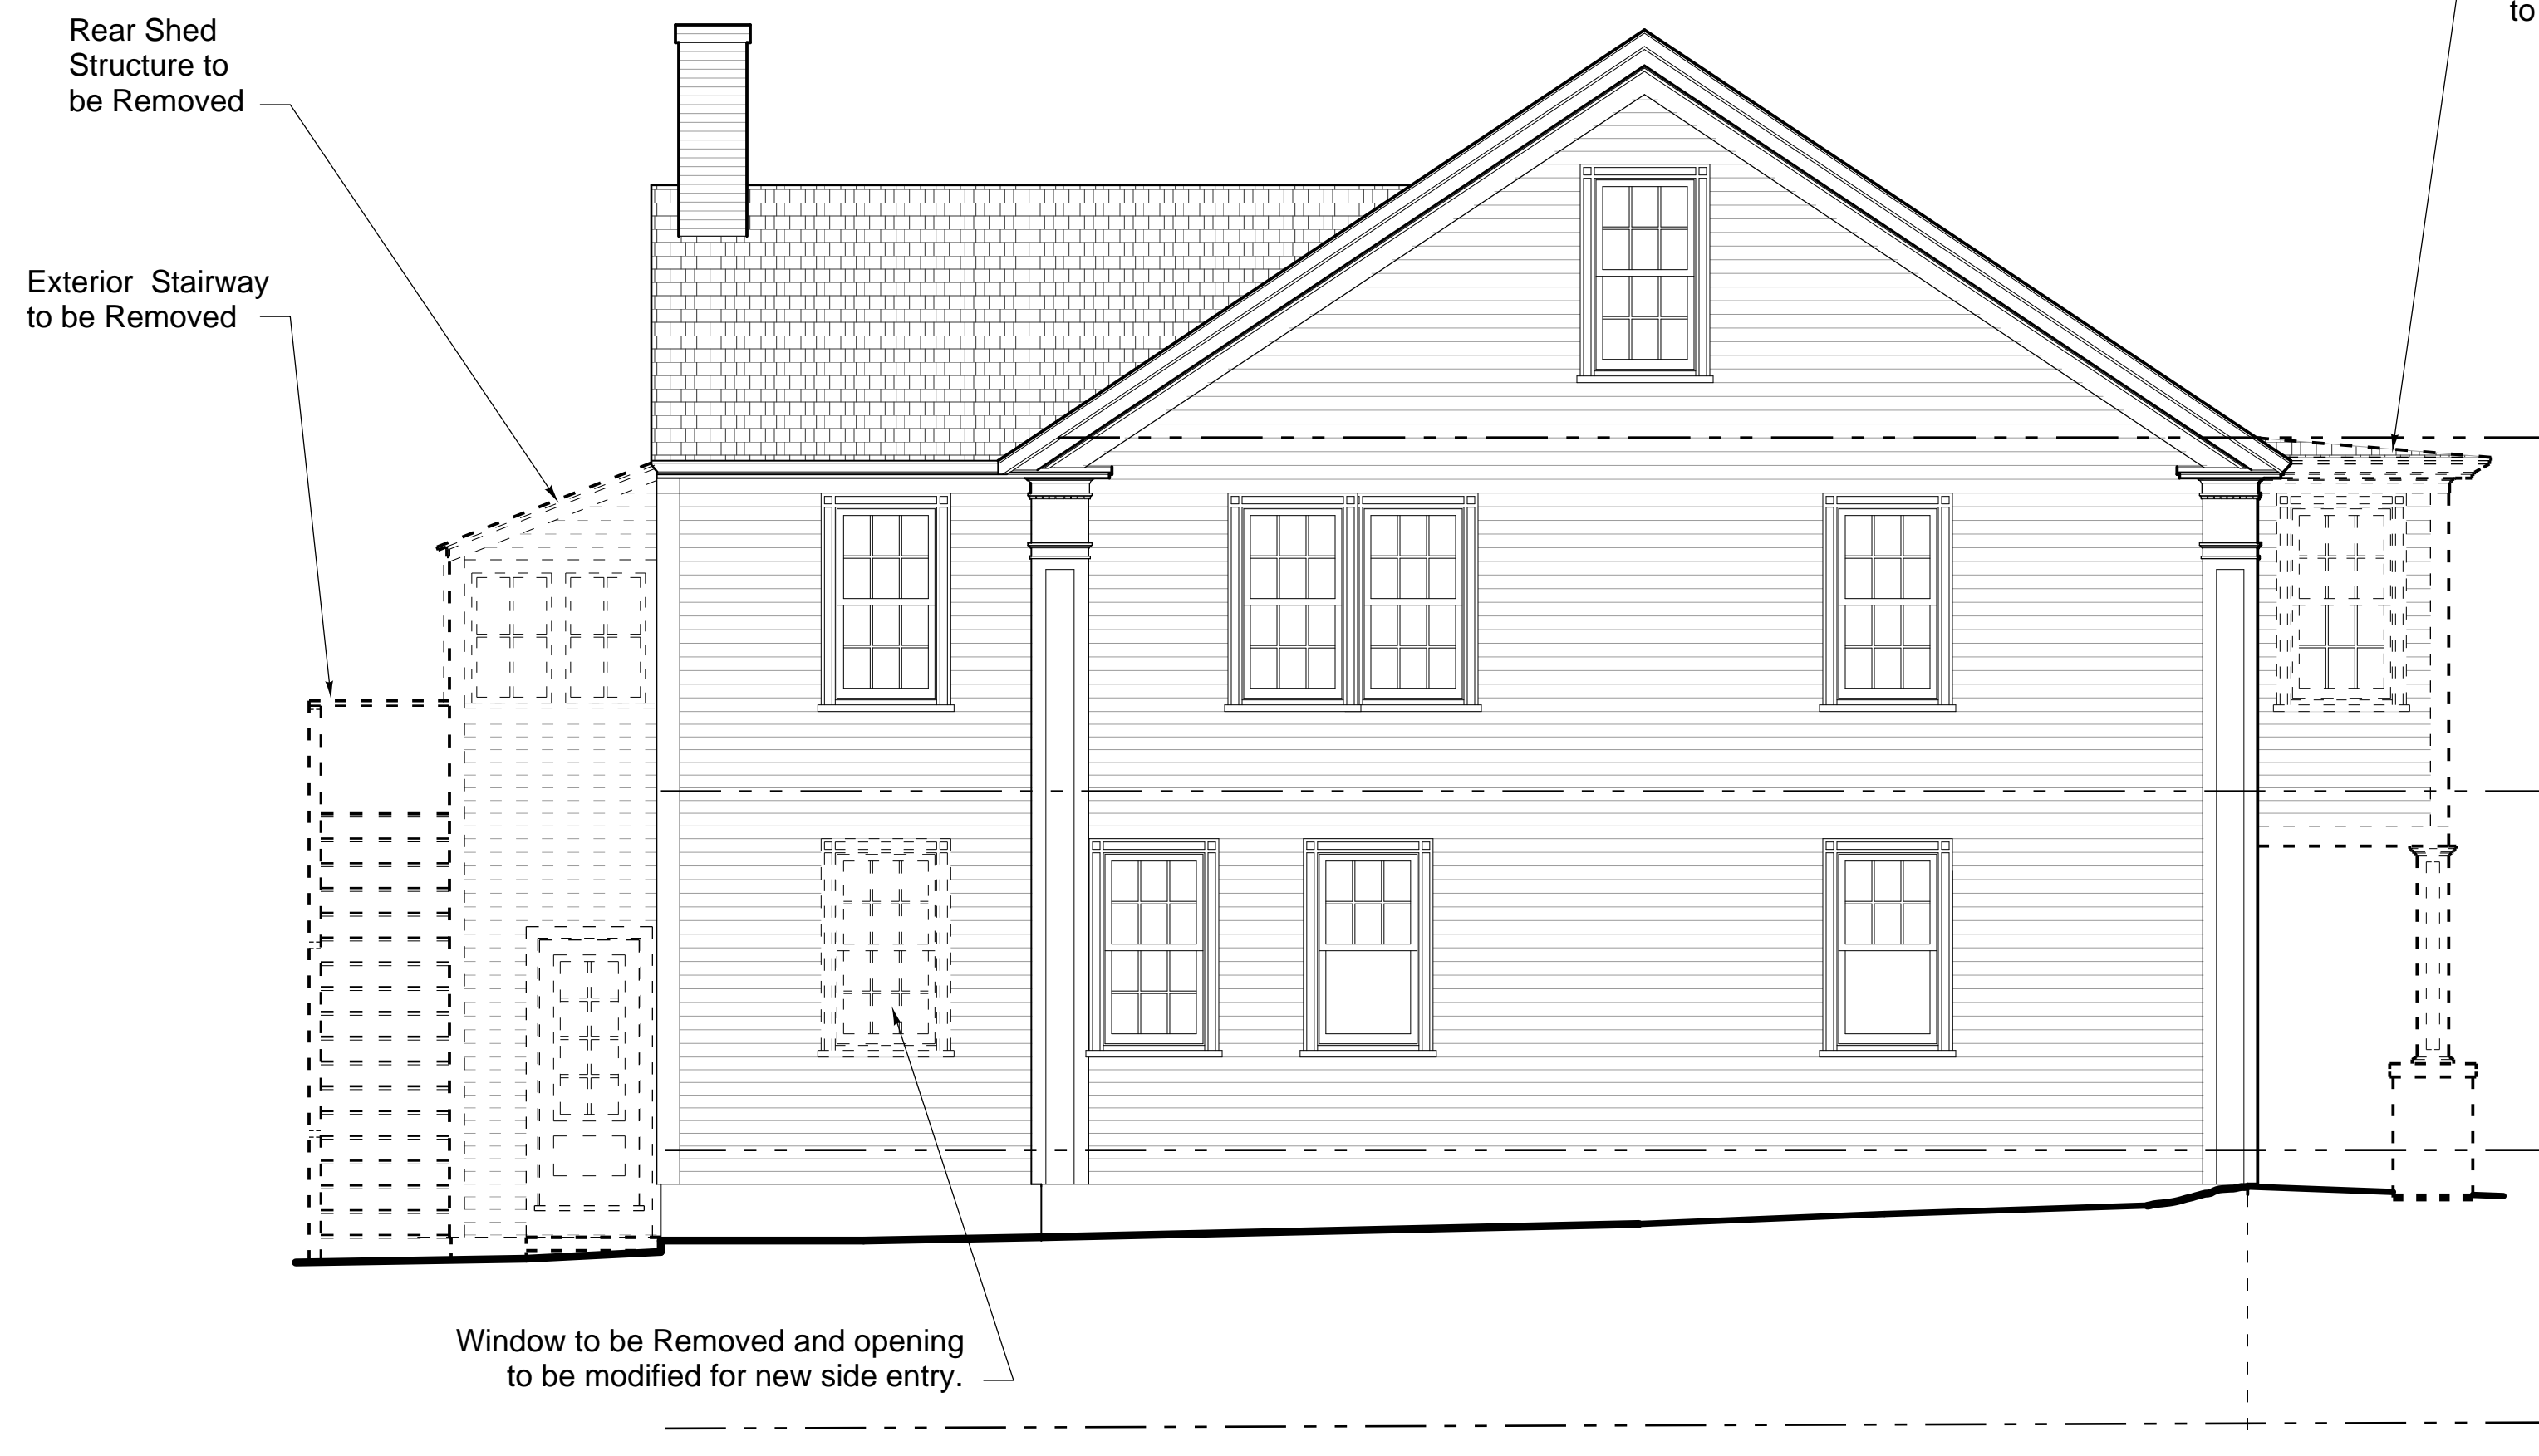 Rear Shed
Structure to
be Removed
to
Exterior Stairway
to be Removed
Window to be Removed and opening
to be modified for new side entry.